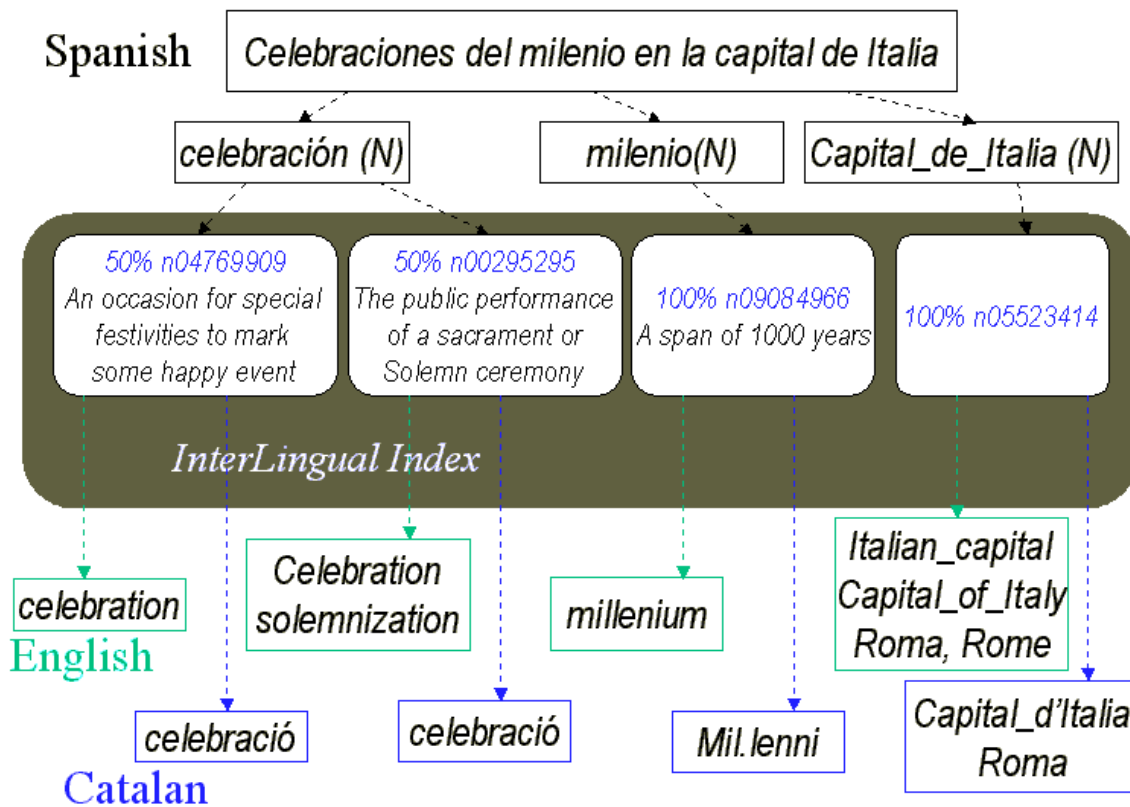 Spanish
Celebraciones del milenio en la capital de Italia
celebración (N)
milenio(N)
Capital_de_Italia (N)
50% n04769909
An occasion for special
festivities to mark
some happy event
50% n00295295
The public performance
of a sacrament or
Solemn ceremony
100% n09084966
A span of 1000 years
100% n05523414
InterLingual Index
celebration
Celebration
solemnization
millenium
Italian_capital
Capital_of_Italy
Roma, Rome
English
celebració
celebració
Mil.lenni
Capital_d'Italia
Roma
Catalan